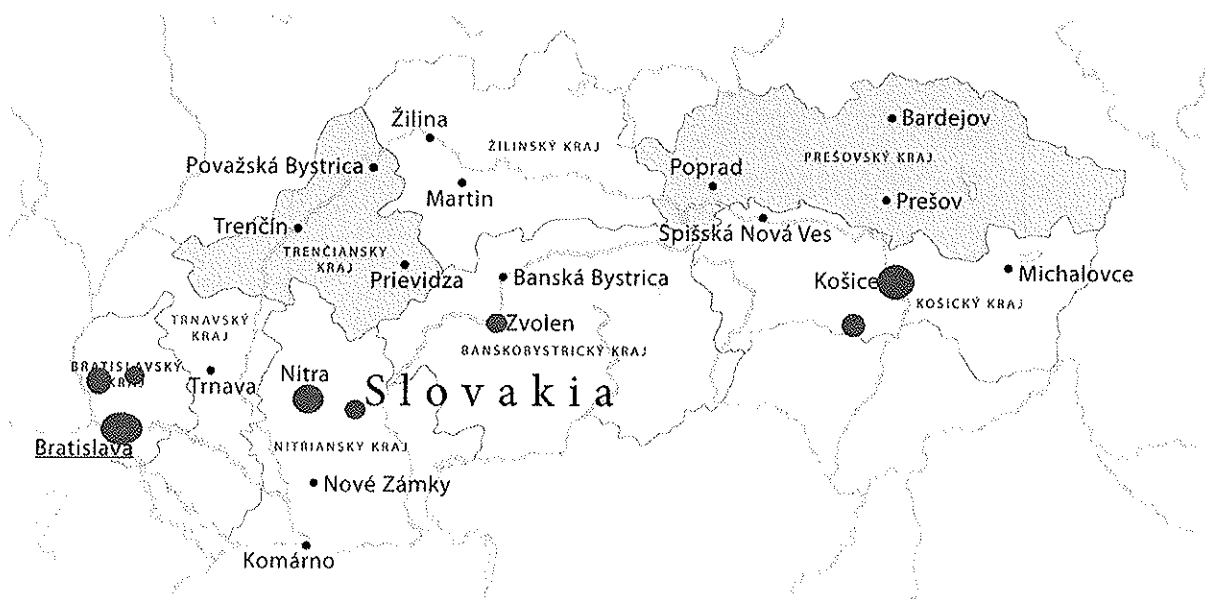 Žilina
Bardejov
ŽILINSKÝ KRAJ
PREŠOVSKÝ KRAJ
Považská Bystrica
Poprad
Martin
Prešov
Trenčín
Spišská Nová Ves
TRENČIANSKY
KRAJ
Prievidza
Banská Bystrica
Košice
Michalovce
KOŠICKÝ KRAJ
TRNAVSKÝ
KRAJ
Zvolen
BANSKOBYSTRICKÝ KRAJ
BRATISLAVSKÝ
KRAJ
Trnava
Nitra
Slovakia
Bratislava
NITRIANSKY KRAJ
Nové Zámky
Komárno